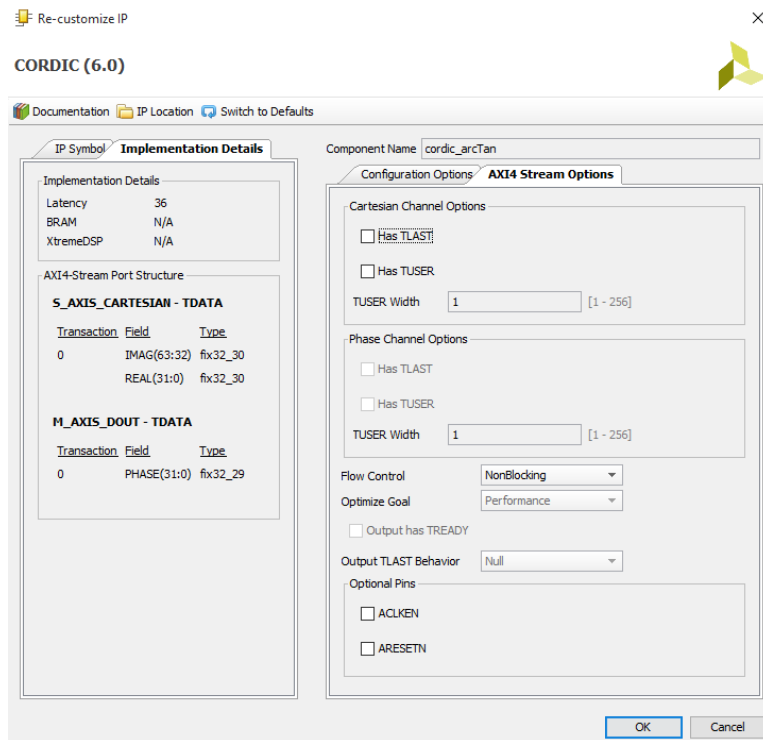 Re-customize IP
CORDIC (6.0)
Documentation IP Location Switch to Defaults
IP Symbol Implementation Details
Implementation Details
Latency 36
BRAM N/A
XtremeDSP N/A
AXI4-Stream Port Structure
S_AXIS_CARTESIAN - TDATA
Transaction Field Type
0 IMAG(63:32) fix32_30
REAL(31:0) fix32_30
M_AXIS_DOUT - TDATA
Transaction Field Type
0 PHASE(31:0) fix32_29
Component Name cordic_arcTan
Configuration Options AXI4 Stream Options
Cartesian Channel Options
Has TLAST
Has TUSER
TUSER Width 1 [1 - 256]
Phase Channel Options
Has TLAST
Has TUSER
TUSER Width 1 [1 - 256]
Flow Control NonBlocking
Optimize Goal Performance
Output has TREADY
Output TLAST Behavior Null
Optional Pins
ACLKEN
ARESETN
OK Cancel